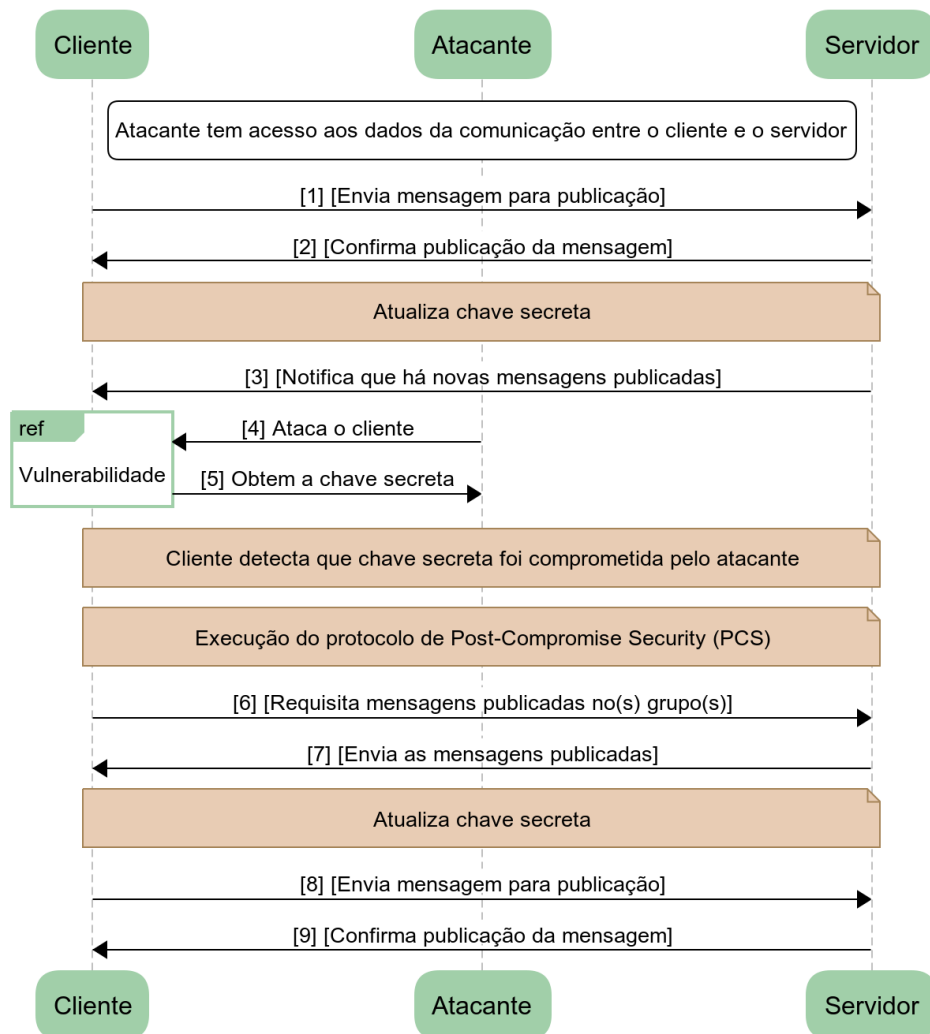 Cliente
Atacante
Servidor
Atacante tem acesso aos dados da comunicação entre o cliente e o servidor
[1] [Envia mensagem para publicação]
[2] [Confirma publicação da mensagem]
Atualiza chave secreta
[3] [Notifica que há novas mensagens publicadas]
ref
[4] Ataca o cliente
Vulnerabilidade
[5] Obtem a chave secreta
Cliente detecta que chave secreta foi comprometida pelo atacante
Execução do protocolo de Post-Compromise Security (PCS)
[6] [Requisita mensagens publicadas no(s) grupo(s)]
[7] [Envia as mensagens publicadas]
Atualiza chave secreta
[8] [Envia mensagem para publicação]
[9] [Confirma publicação da mensagem]
Cliente
Atacante
Servidor